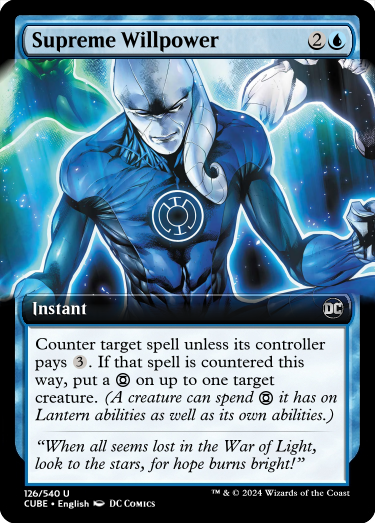 Supreme Willpower 2
Instant DC
Counter target spell unless its controller
pays 3. If that spell is countered this
way, put a on up to one target
creature. (A creature can spend it has on
Lantern abilities as well as its own abilities.)
“When all seems lost in the War of Light,
look to the stars, for hope burns bright!”
126/540 U
CUBE • English DC COMICS
™ & © 2024 Wizards of the Coast